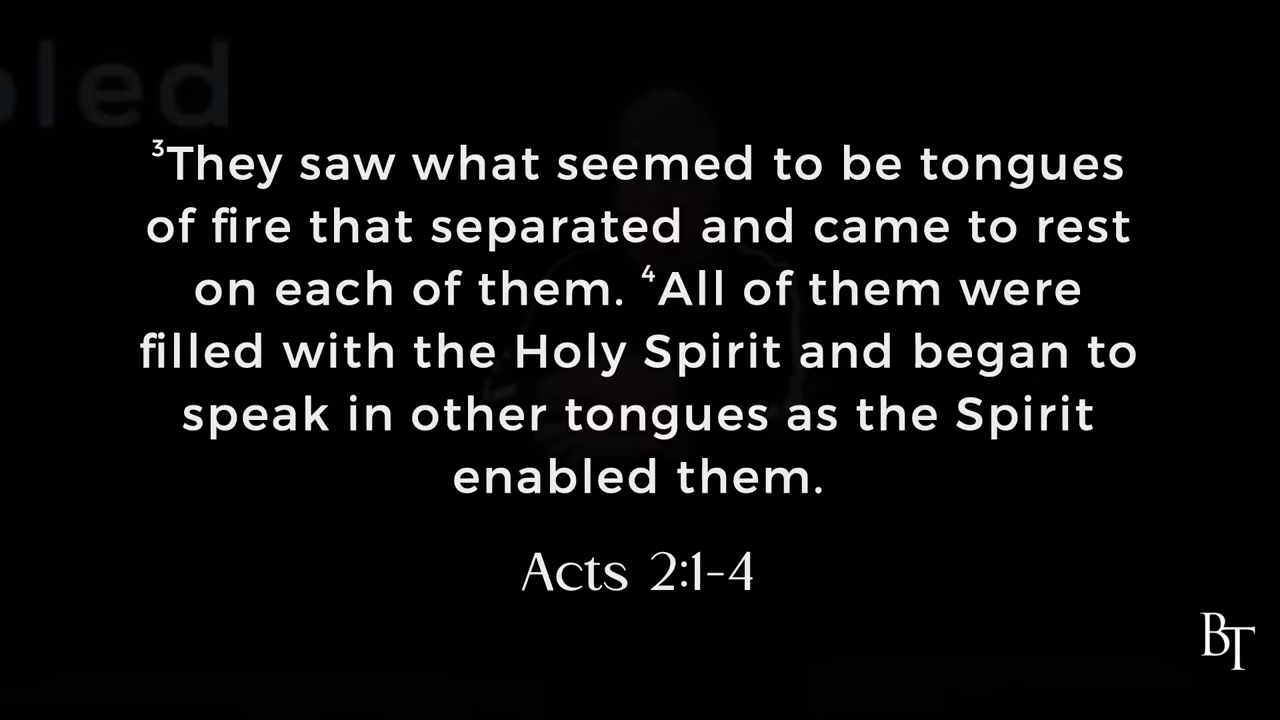 bled
³They saw what seemed to be tongues
of fire that separated and came to rest
on each of them. ⁴All of them were
filled with the Holy Spirit and began to
speak in other tongues as the Spirit
enabled them.
Acts 2:1-4
BT